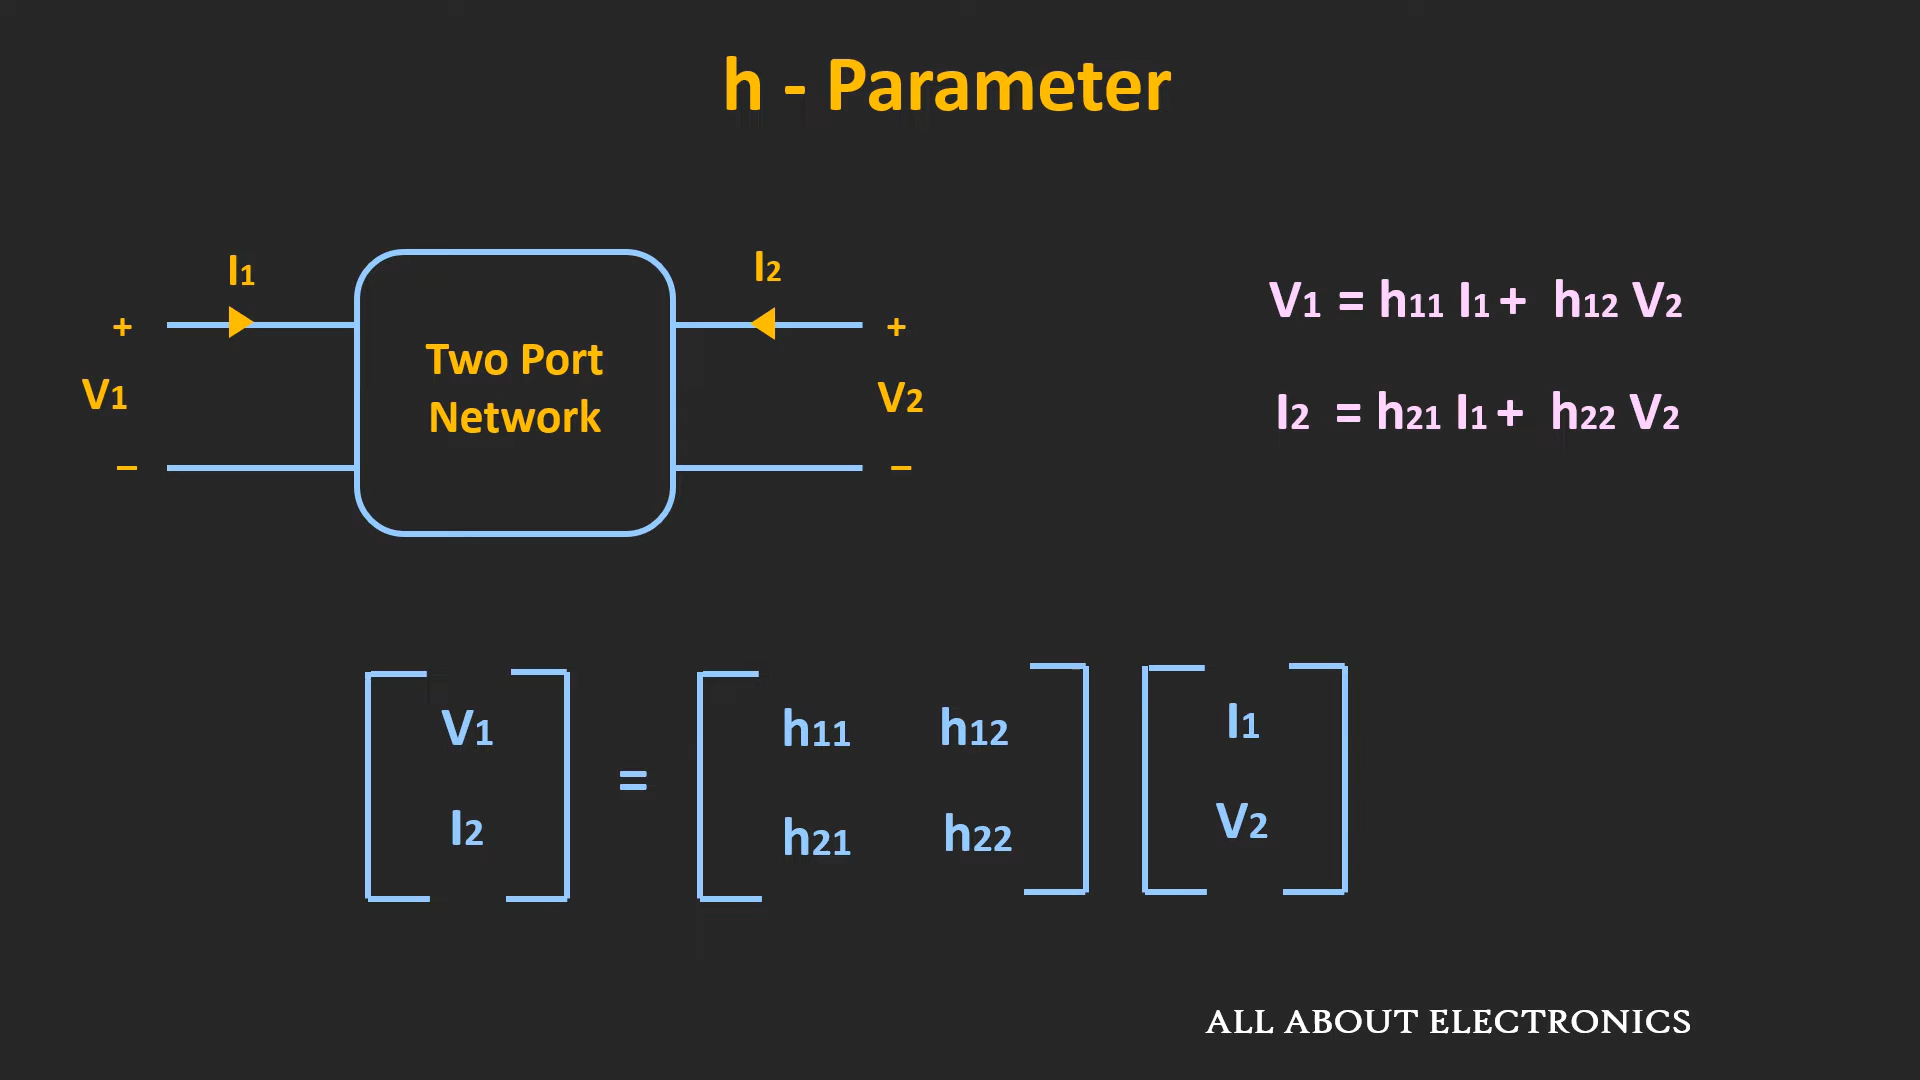 h - Parameter
I1
I2
+
+
V1 = h11 I1 + h12 V2
Two Port
Network
V1
V2
I2 = h21 I1 + h22 V2
–
–
V1
=
h11 h12
I1
I2
h21 h22
V2
ALL ABOUT ELECTRONICS